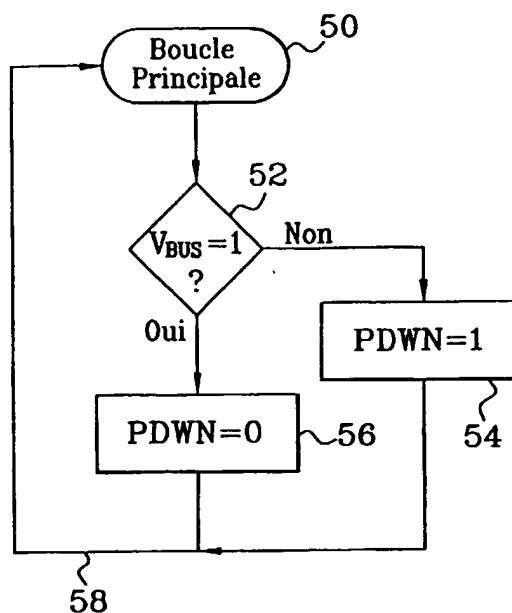 50
Boucle
Principale
52
VBUS=1
?
Non
Oui
PDWN=1
PDWN=0
56
54
58